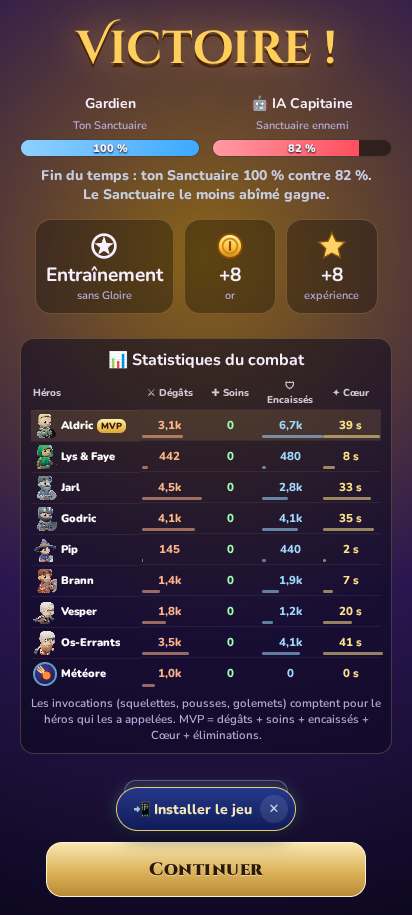 VICTOIRE !
Gardien
🤖 IA Capitaine
Ton Sanctuaire
Sanctuaire ennemi
100 %
82 %
Fin du temps : ton Sanctuaire 100 % contre 82 %.
Le Sanctuaire le moins abîmé gagne.
Entraînement
sans Gloire
+8
or
+8
expérience
📊 Statistiques du combat
Héros ⚔ Dégâts ✚ Soins 🛡 Encaissés ✦ Cœur
Aldric MVP 3,1k 0 6,7k 39 s
Lys & Faye 442 0 480 8 s
Jarl 4,5k 0 2,8k 33 s
Godric 4,1k 0 4,1k 35 s
Pip 145 0 440 2 s
Brann 1,4k 0 1,9k 7 s
Vesper 1,8k 0 1,2k 20 s
Os-Errants 3,5k 0 4,1k 41 s
Météore 1,0k 0 0 0 s
Les invocations (squelettes, pousses, golemets) comptent pour le
héros qui les a appelées. MVP = dégâts + soins + encaissés +
Cœur + éliminations.
📲 Installer le jeu ×
CONTINUER